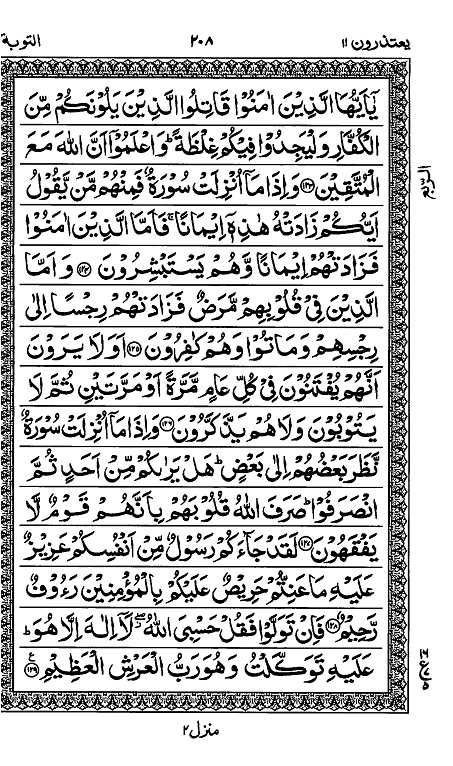 يعتذرون ١١ ٢٠٨ التوبة
يٰۤاَيُّهَا الَّذِيْنَ اٰمَنُوْا قَاتِلُوا الَّذِيْنَ يَلُوْنَكُمْ مِّنَ
الْكُفَّارِ وَلْيَجِدُوْا فِيْكُمْ غِلْظَةً ؕ وَاعْلَمُوْۤا اَنَّ اللّٰهَ مَعَ
الْمُتَّقِيْنَ ﴿١٢٣﴾ وَاِذَا مَاۤ اُنْزِلَتْ سُوْرَةٌ فَمِنْهُمْ مَّنْ يَّقُوْلُ
اَيُّكُمْ زَادَتْهُ هٰذِهٖۤ اِيْمَانًا ۚ فَاَمَّا الَّذِيْنَ اٰمَنُوْا
فَزَادَتْهُمْ اِيْمَانًا وَّهُمْ يَسْتَبْشِرُوْنَ ﴿١٢٤﴾ وَاَمَّا
الَّذِيْنَ فِيْ قُلُوْبِهِمْ مَّرَضٌ فَزَادَتْهُمْ رِجْسًا اِلٰى
رِجْسِهِمْ وَمَاتُوْا وَهُمْ كٰفِرُوْنَ ﴿١٢٥﴾ اَوَلَا يَرَوْنَ
اَنَّهُمْ يُفْتَنُوْنَ فِيْ كُلِّ عَامٍ مَّرَّةً اَوْ مَرَّتَيْنِ ثُمَّ لَا
يَتُوْبُوْنَ وَلَا هُمْ يَذَّكَّرُوْنَ ﴿١٢٦﴾ وَاِذَا مَاۤ اُنْزِلَتْ سُوْرَةٌ
نَّظَرَ بَعْضُهُمْ اِلٰى بَعْضٍ ؕ هَلْ يَرٰىكُمْ مِّنْ اَحَدٍ ثُمَّ
انْصَرَفُوْا ؕ صَرَفَ اللّٰهُ قُلُوْبَهُمْ بِاَنَّهُمْ قَوْمٌ لَّا
يَفْقَهُوْنَ ﴿١٢٧﴾ لَقَدْ جَآءَكُمْ رَسُوْلٌ مِّنْ اَنْفُسِكُمْ عَزِيْزٌ
عَلَيْهِ مَا عَنِتُّمْ حَرِيْصٌ عَلَيْكُمْ بِالْمُؤْمِنِيْنَ رَءُوْفٌ
رَّحِيْمٌ ﴿١٢٨﴾ فَاِنْ تَوَلَّوْا فَقُلْ حَسْبِيَ اللّٰهُ ۖ لَاۤ اِلٰهَ اِلَّا هُوَ ؕ
عَلَيْهِ تَوَكَّلْتُ وَهُوَ رَبُّ الْعَرْشِ الْعَظِيْمِ ﴿١٢٩﴾
الربع
منزل ٢